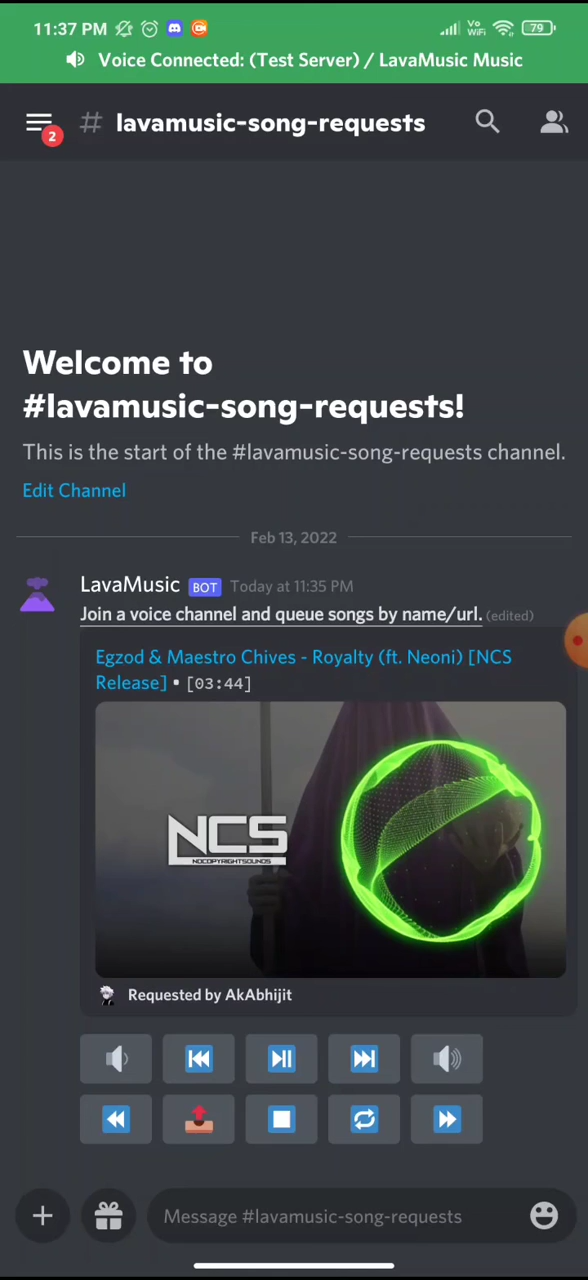 11:37 PM Vo WiFi 79
Voice Connected: (Test Server) / LavaMusic Music
2 # lavamusic-song-requests
Welcome to
#lavamusic-song-requests!
This is the start of the #lavamusic-song-requests channel.
Edit Channel
Feb 13, 2022
LavaMusic BOT Today at 11:35 PM
Join a voice channel and queue songs by name/url. (edited)
Egzod & Maestro Chives - Royalty (ft. Neoni) [NCS
Release] • [03:44]
NCS
NOCOPYRIGHTSOUNDS
Requested by AkAbhijit
Message #lavamusic-song-requests